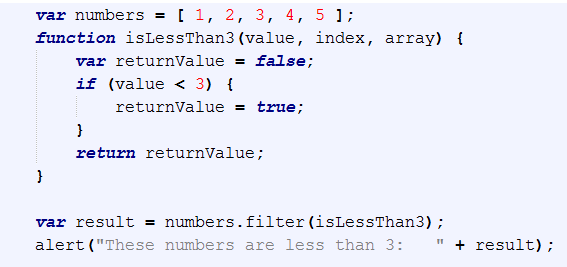 var numbers = [ 1, 2, 3, 4, 5 ];
function isLessThan3(value, index, array) {
    var returnValue = false;
    if (value < 3) {
        returnValue = true;
    }
    return returnValue;
}
var result = numbers.filter(isLessThan3);
alert("These numbers are less than 3:   " + result);